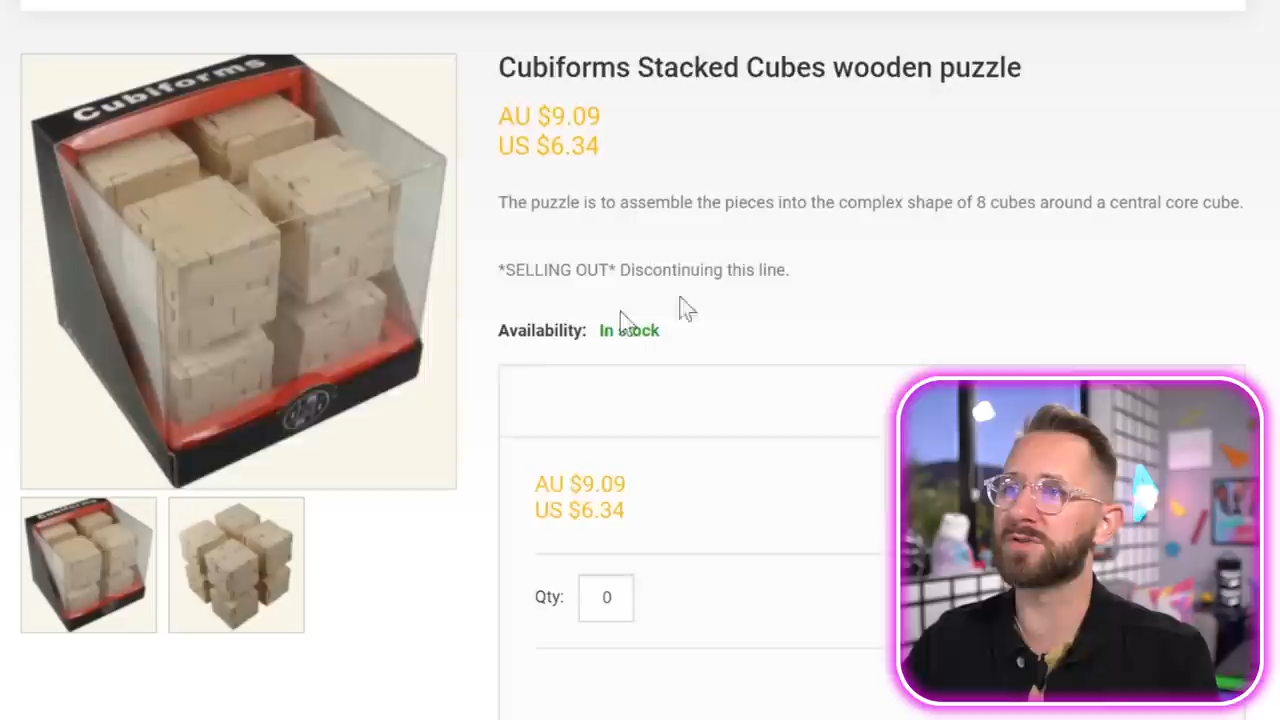 Cubiforms
Cubiforms Stacked Cubes wooden puzzle
AU $9.09
US $6.34
The puzzle is to assemble the pieces into the complex shape of 8 cubes around a central core cube.
*SELLING OUT* Discontinuing this line.
Availability: In stock
AU $9.09
US $6.34
Qty: 0
Cubiforms